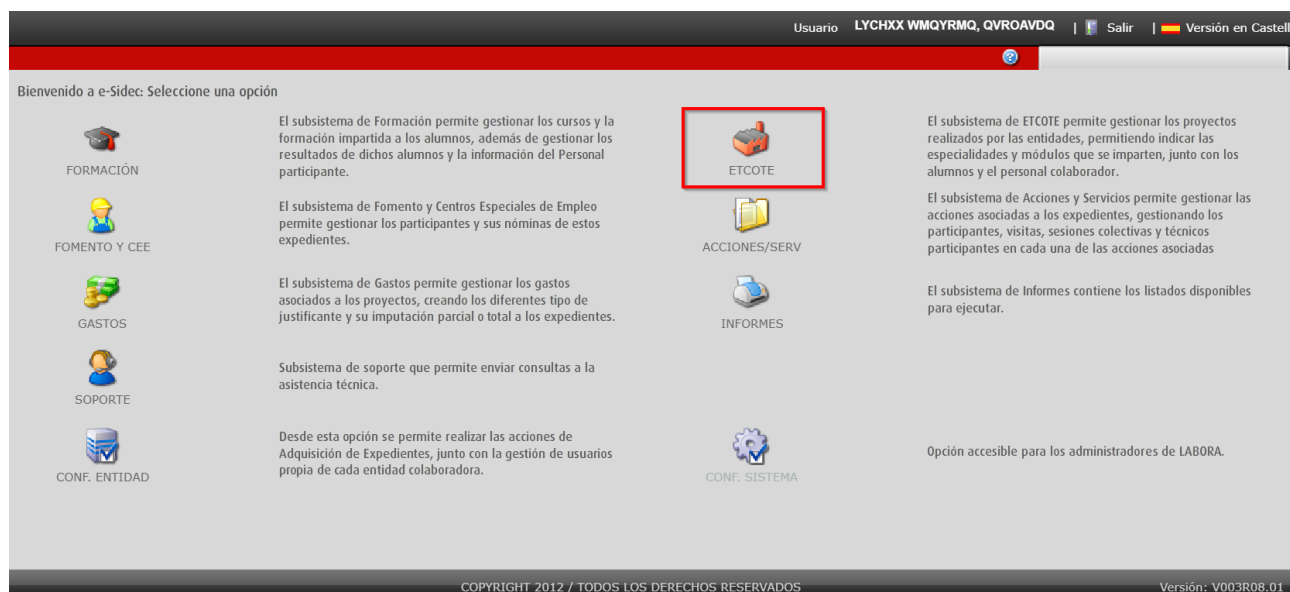 Usuario LYCHXX WMQYRMQ, QVROAVDQ | Salir | Versión en Castell
Bienvenido a e-Sidec: Seleccione una opción
FORMACIÓN
El subsistema de Formación permite gestionar los cursos y la
formación impartida a los alumnos, además de gestionar los
resultados de dichos alumnos y la información del Personal
participante.
ETCOTE
El subsistema de ETCOTE permite gestionar los proyectos
realizados por las entidades, permitiendo indicar las
especialidades y módulos que se imparten, junto con los
alumnos y el personal colaborador.
FOMENTO Y CEE
El subsistema de Fomento y Centros Especiales de Empleo
permite gestionar los participantes y sus nóminas de estos
expedientes.
ACCIONES/SERV
El subsistema de Acciones y Servicios permite gestionar las
acciones asociadas a los expedientes, gestionando los
participantes, visitas, sesiones colectivas y técnicos
participantes en cada una de las acciones asociadas
GASTOS
El subsistema de Gastos permite gestionar los gastos
asociados a los proyectos, creando los diferentes tipo de
justificante y su imputación parcial o total a los expedientes.
INFORMES
El subsistema de Informes contiene los listados disponibles
para ejecutar.
SOPORTE
Subsistema de soporte que permite enviar consultas a la
asistencia técnica.
CONF. ENTIDAD
Desde esta opción se permite realizar las acciones de
Adquisición de Expedientes, junto con la gestión de usuarios
propia de cada entidad colaboradora.
CONF. SISTEMA
Opción accesible para los administradores de LABORA.
COPYRIGHT 2012 / TODOS LOS DERECHOS RESERVADOS
Versión: V003R08.01